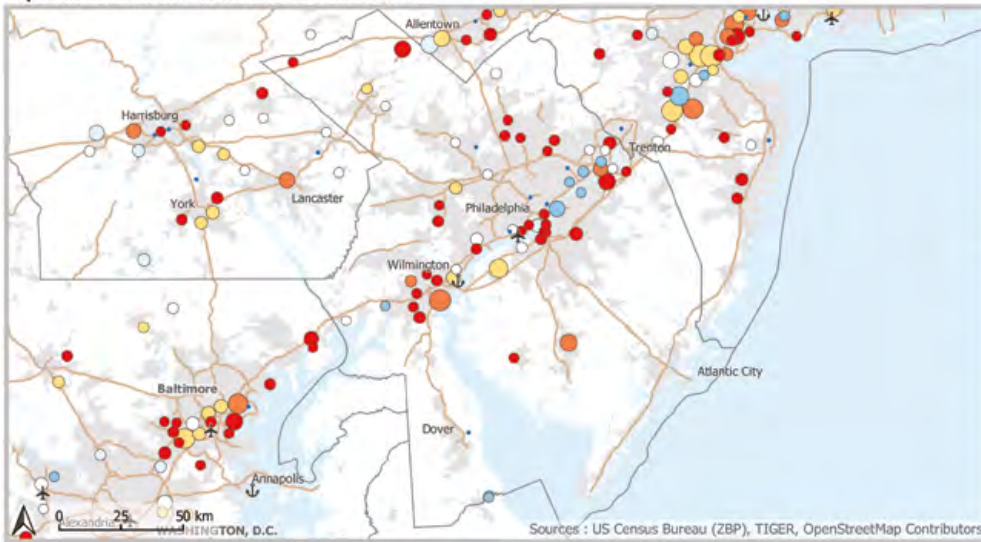 Allentown
Harrisburg
Trenton
Lancaster
York
Philadelphia
Wilmington
Baltimore
Atlantic City
Dover
Annapolis
0 25 50 km
Alexandria
WASHINGTON, D.C.
Sources : US Census Bureau (ZBP), TIGER, OpenStreetMap Contributors